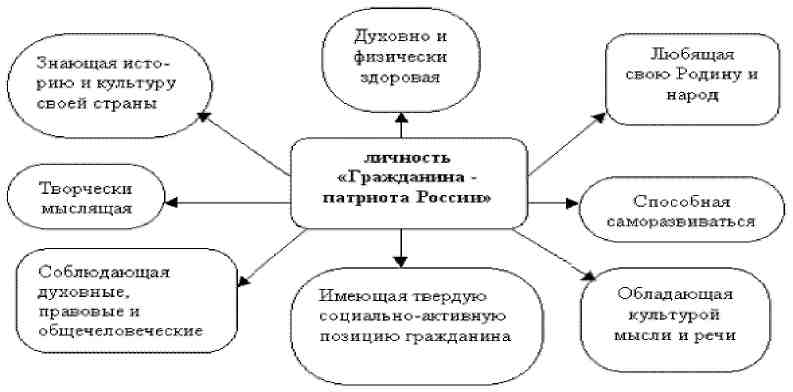 Духовно и
физически
здоровая
Знающая исто-
рию и культуру
своей страны
Любящая
свою Родину и
народ
личность
«Гражданина -
патриота России»
Творчески
мыслящая
Способная
саморазвиваться
Соблюдающая
духовные,
правовые и
общечеловеческие
Имеющая твердую
социально-активную
позицию гражданина
Обладающая
культурой
мысли и речи